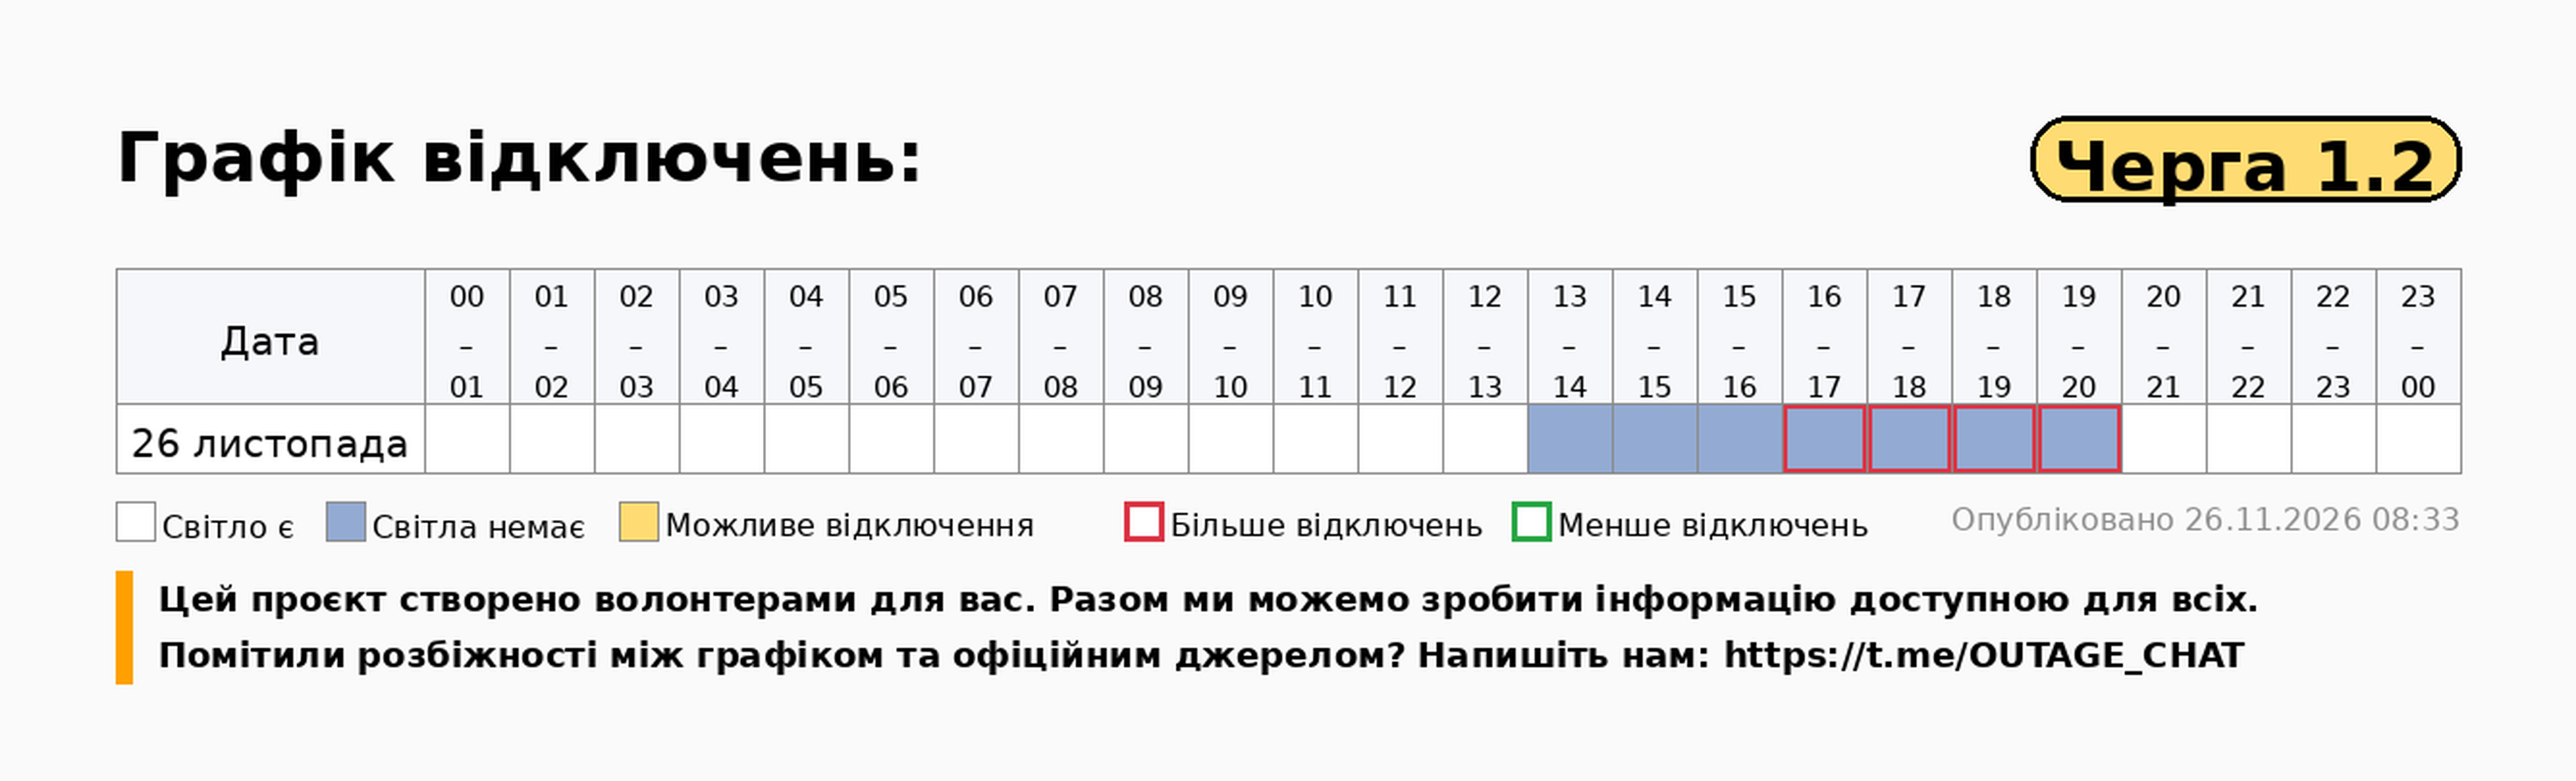 Графік відключень:
Черга 1.2
Дата
00 – 01
01 – 02
02 – 03
03 – 04
04 – 05
05 – 06
06 – 07
07 – 08
08 – 09
09 – 10
10 – 11
11 – 12
12 – 13
13 – 14
14 – 15
15 – 16
16 – 17
17 – 18
18 – 19
19 – 20
20 – 21
21 – 22
22 – 23
23 – 00
26 листопада
Світло є
Світла немає
Можливе відключення
Більше відключень
Менше відключень
Опубліковано 26.11.2026 08:33
Цей проєкт створено волонтерами для вас. Разом ми можемо зробити інформацію доступною для всіх.
Помітили розбіжності між графіком та офіційним джерелом? Напишіть нам: https://t.me/OUTAGE_CHAT